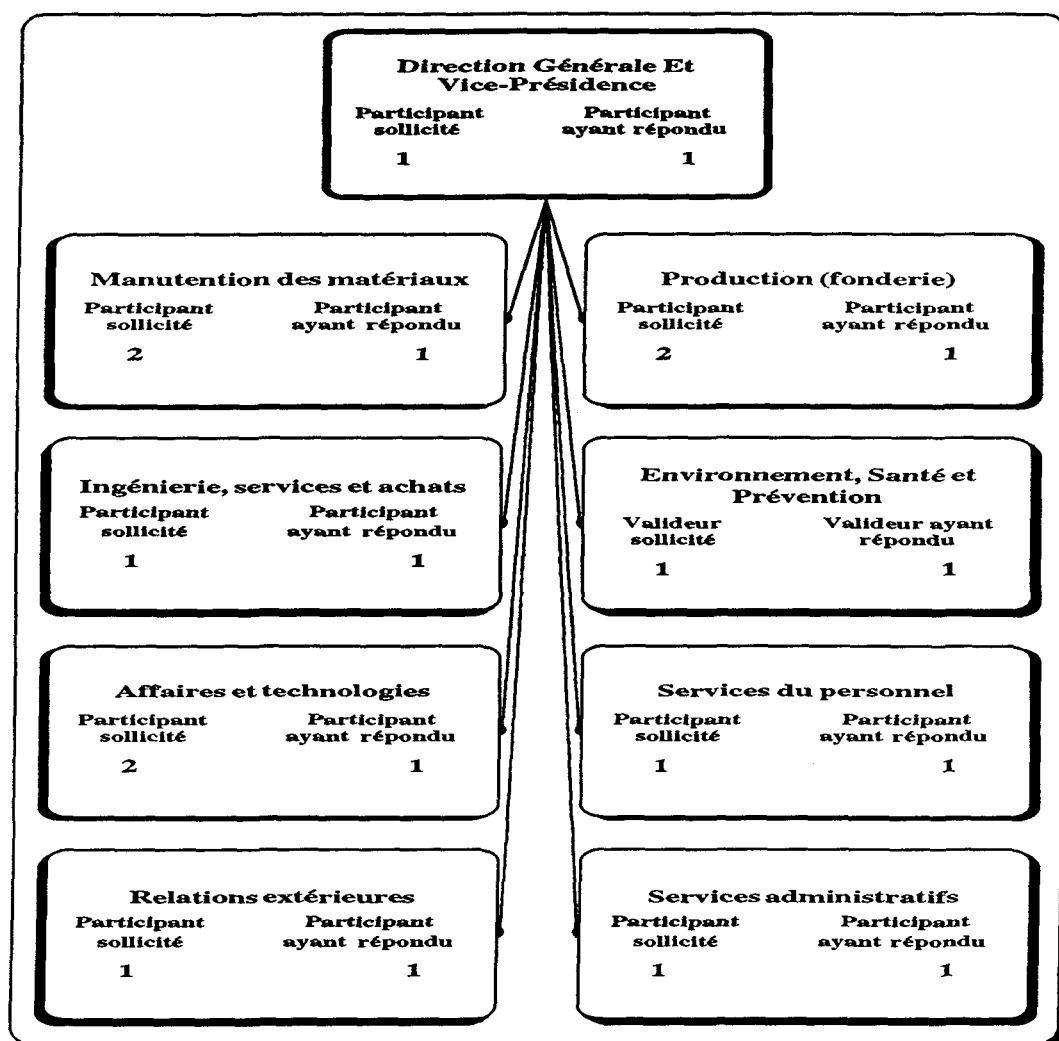 Direction Générale Et
Vice-Présidence
Participant sollicité
Participant ayant répondu
1 1
Manutention des matériaux
Participant sollicité
Participant ayant répondu
2 1
Production (fonderie)
Participant sollicité
Participant ayant répondu
2 1
Ingénierie, services et achats
Participant sollicité
Participant ayant répondu
1 1
Environnement, Santé et
Prévention
Valideur sollicité
Valideur ayant répondu
1 1
Affaires et technologies
Participant sollicité
Participant ayant répondu
2 1
Services du personnel
Participant sollicité
Participant ayant répondu
1 1
Relations extérieures
Participant sollicité
Participant ayant répondu
1 1
Services administratifs
Participant sollicité
Participant ayant répondu
1 1